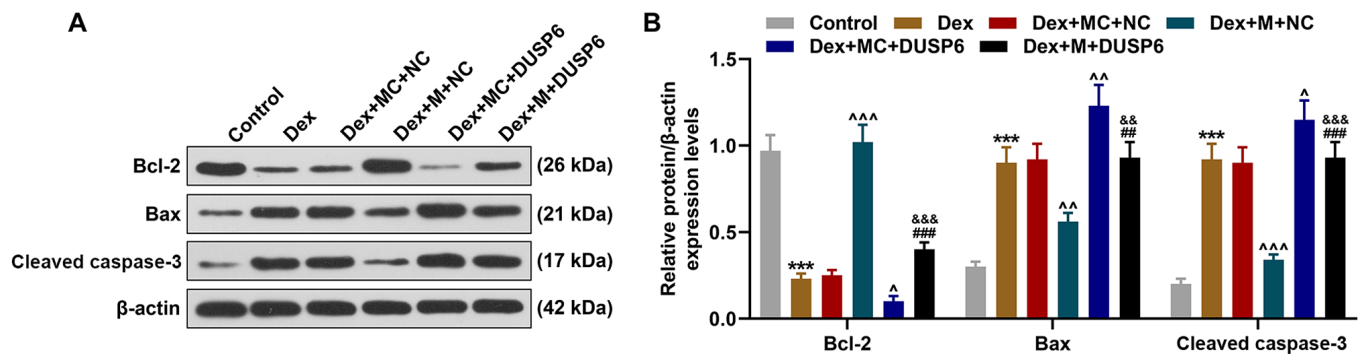 A
Control
Dex
Dex+MC+NC
Dex+M+NC
Dex+MC+DUSP6
Dex+M+DUSP6
Bcl-2 (26 kDa)
Bax (21 kDa)
Cleaved caspase-3 (17 kDa)
β-actin (42 kDa)
B
Control Dex Dex+MC+NC Dex+M+NC
Dex+MC+DUSP6 Dex+M+DUSP6
Relative protein/β-actin
expression levels
1.5
1.0
0.5
0.0
***
^^^
^
&&&
###
***
^^
^^
&&
##
***
^^^
^
&&&
###
Bcl-2 Bax Cleaved caspase-3